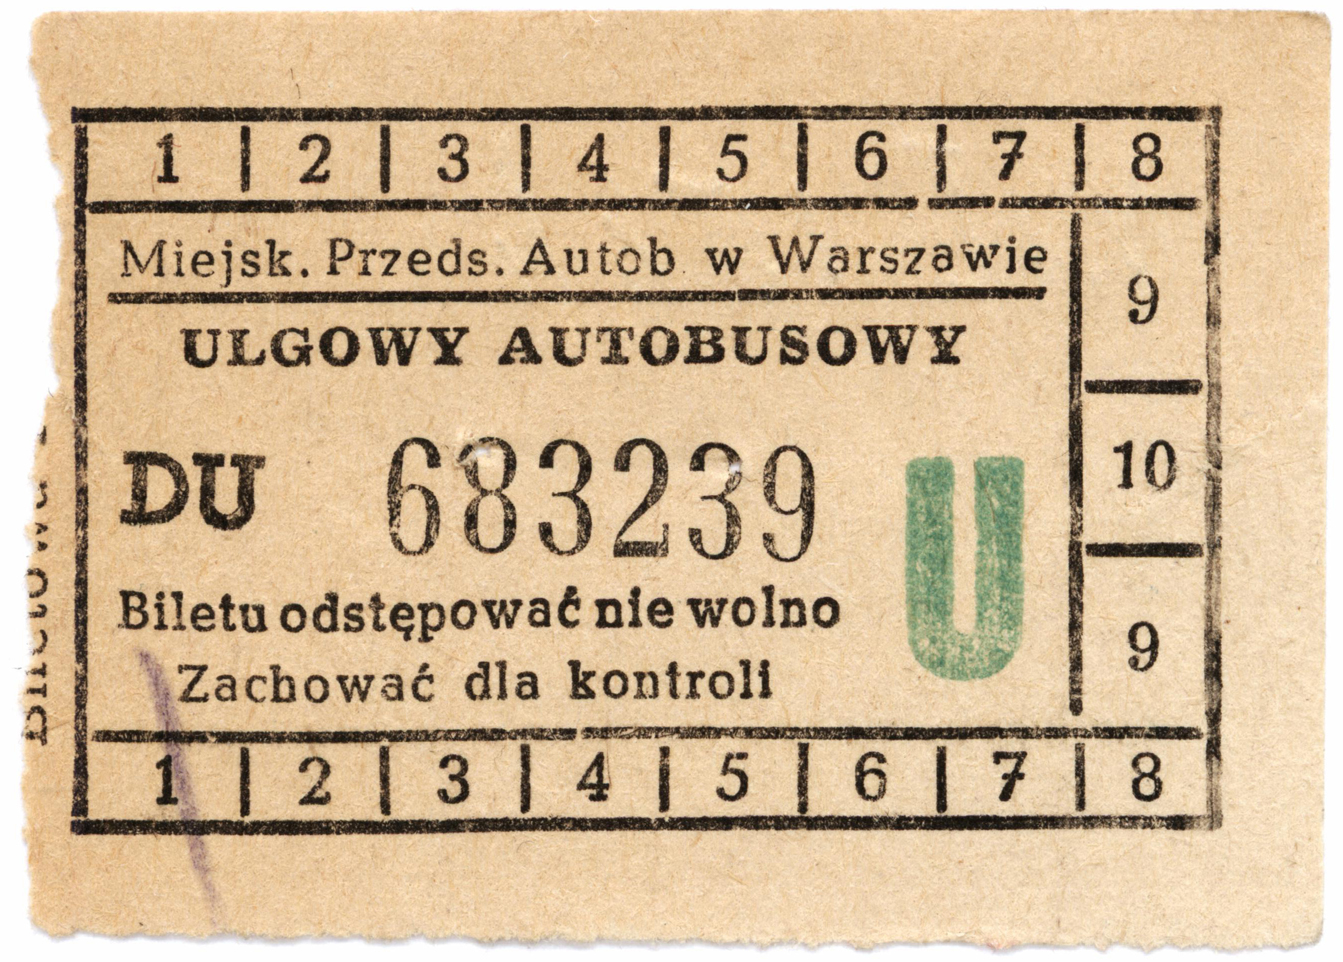 1 | 2 | 3 | 4 | 5 | 6 | 7 | 8
Miejsk. Przeds. Autob. w Warszawie
9
ULGOWY AUTOBUSOWY
DU 683239 U
10
Biletu odstępować nie wolno
9
Zachować dla kontroli
1 | 2 | 3 | 4 | 5 | 6 | 7 | 8